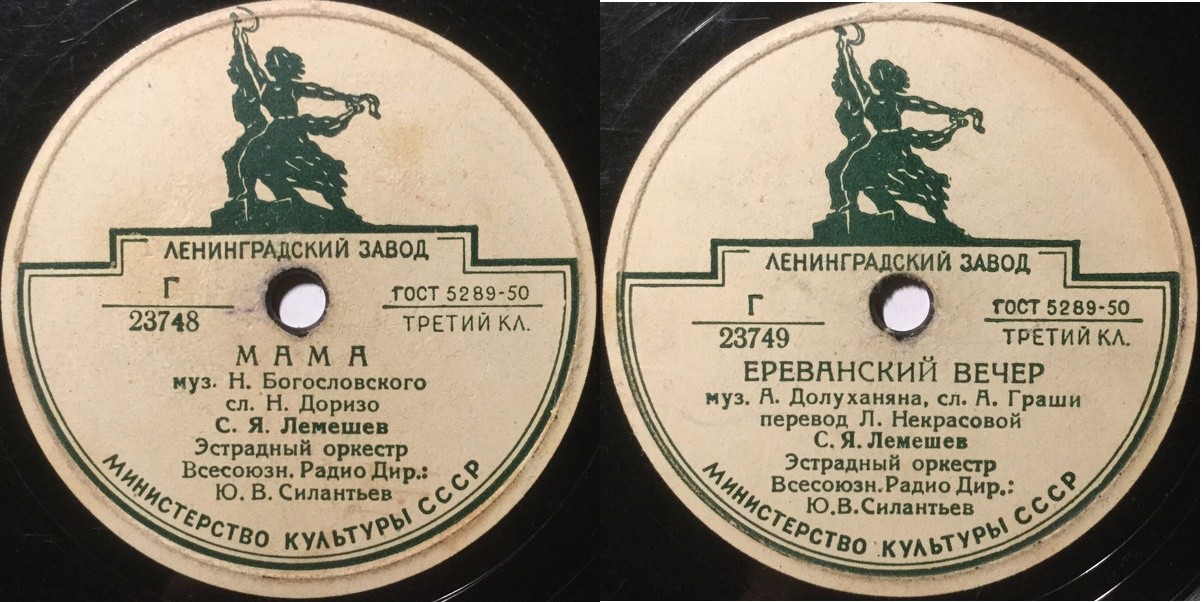 ЛЕНИНГРАДСКИЙ ЗАВОД
Г
23748
ГОСТ 5289-50
ТРЕТИЙ КЛ.
МАМА
муз. Н. Богословского
сл. Н. Доризо
С. Я. Лемешев
Эстрадный оркестр
Всесоюзн. Радио Дир.:
Ю. В. Силантьев
МИНИСТЕРСТВО КУЛЬТУРЫ СССР
ЛЕНИНГРАДСКИЙ ЗАВОД
Г
23749
ГОСТ 5289-50
ТРЕТИЙ КЛ.
ЕРЕВАНСКИЙ ВЕЧЕР
муз. А. Долуханяна, сл. А. Граши
перевод Л. Некрасовой
С. Я. Лемешев
Эстрадный оркестр
Всесоюзн. Радио Дир.:
Ю. В. Силантьев
МИНИСТЕРСТВО КУЛЬТУРЫ СССР